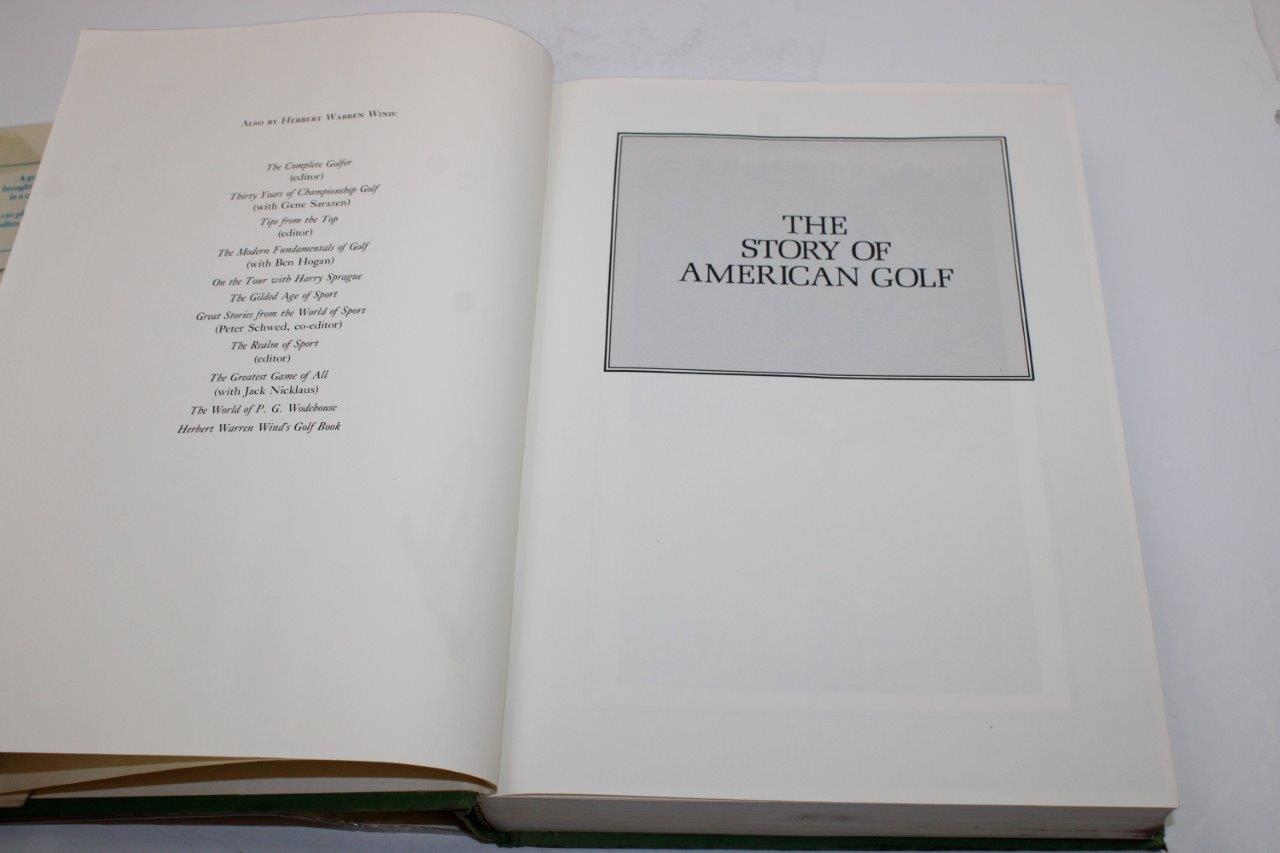 A
brought
in a
110
golfers
ALSO BY HERBERT WARREN WIND:
The Complete Golfer
(editor)
Thirty Years of Championship Golf
(with Gene Sarazen)
Tips from the Top
(editor)
The Modern Fundamentals of Golf
(with Ben Hogan)
On the Tour with Harry Sprague
The Gilded Age of Sport
Great Stories from the World of Sport
(Peter Schwed, co-editor)
The Realm of Sport
(editor)
The Greatest Game of All
(with Jack Nicklaus)
The World of P. G. Wodehouse
Herbert Warren Wind's Golf Book
THE
STORY OF
AMERICAN GOLF